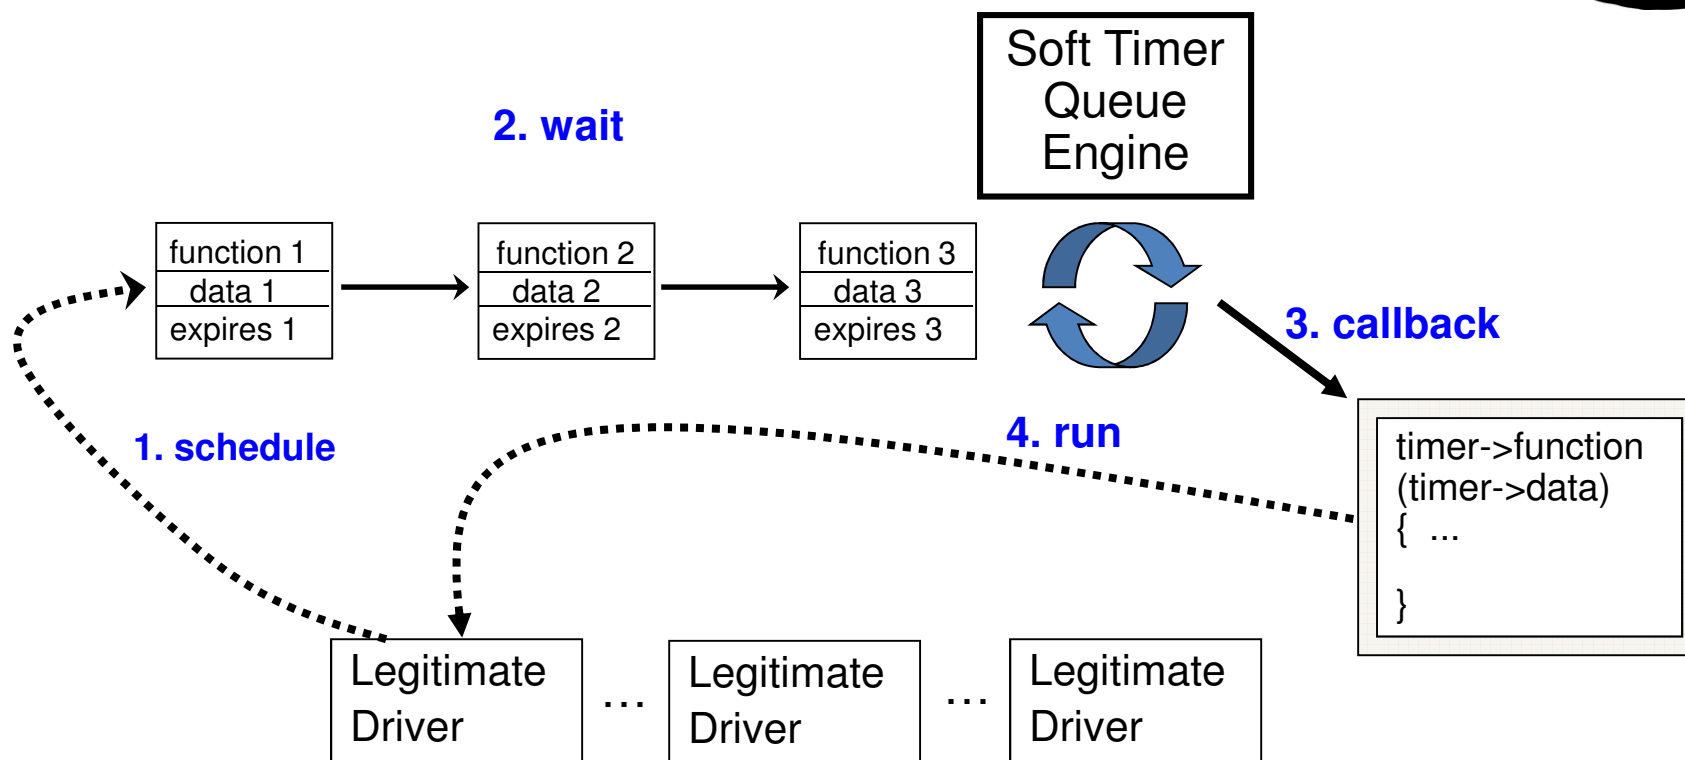 Soft Timer
Queue
Engine
2. wait
function 1
data 1
expires 1
function 2
data 2
expires 2
function 3
data 3
expires 3
3. callback
1. schedule
4. run
timer->function
(timer->data)
{ ...
}
Legitimate
Driver
...
Legitimate
Driver
...
Legitimate
Driver